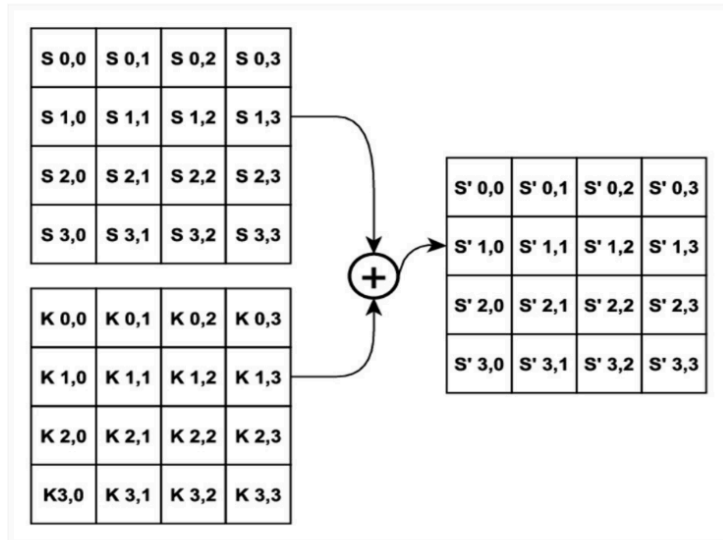 S 0,0 S 0,1 S 0,2 S 0,3
S 1,0 S 1,1 S 1,2 S 1,3
S 2,0 S 2,1 S 2,2 S 2,3
S 3,0 S 3,1 S 3,2 S 3,3
K 0,0 K 0,1 K 0,2 K 0,3
K 1,0 K 1,1 K 1,2 K 1,3
K 2,0 K 2,1 K 2,2 K 2,3
K3,0 K 3,1 K 3,2 K 3,3
+
S' 0,0 S' 0,1 S' 0,2 S' 0,3
S' 1,0 S' 1,1 S' 1,2 S' 1,3
S' 2,0 S' 2,1 S' 2,2 S' 2,3
S' 3,0 S' 3,1 S' 3,2 S' 3,3